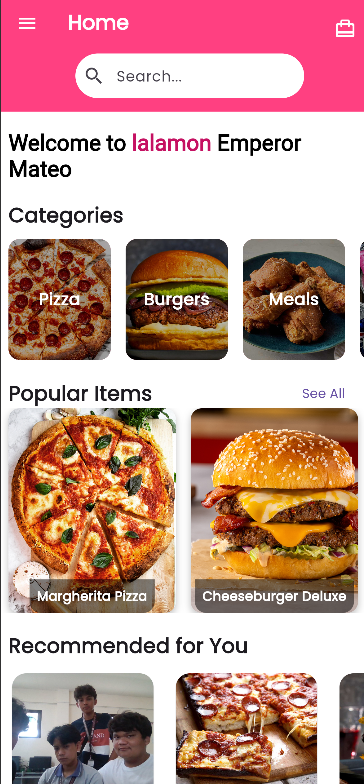 Home
Search...
Welcome to lalamon Emperor
Mateo
Categories
Pizza
Burgers
Meals
Popular Items
See All
Margherita Pizza
Cheeseburger Deluxe
Recommended for You